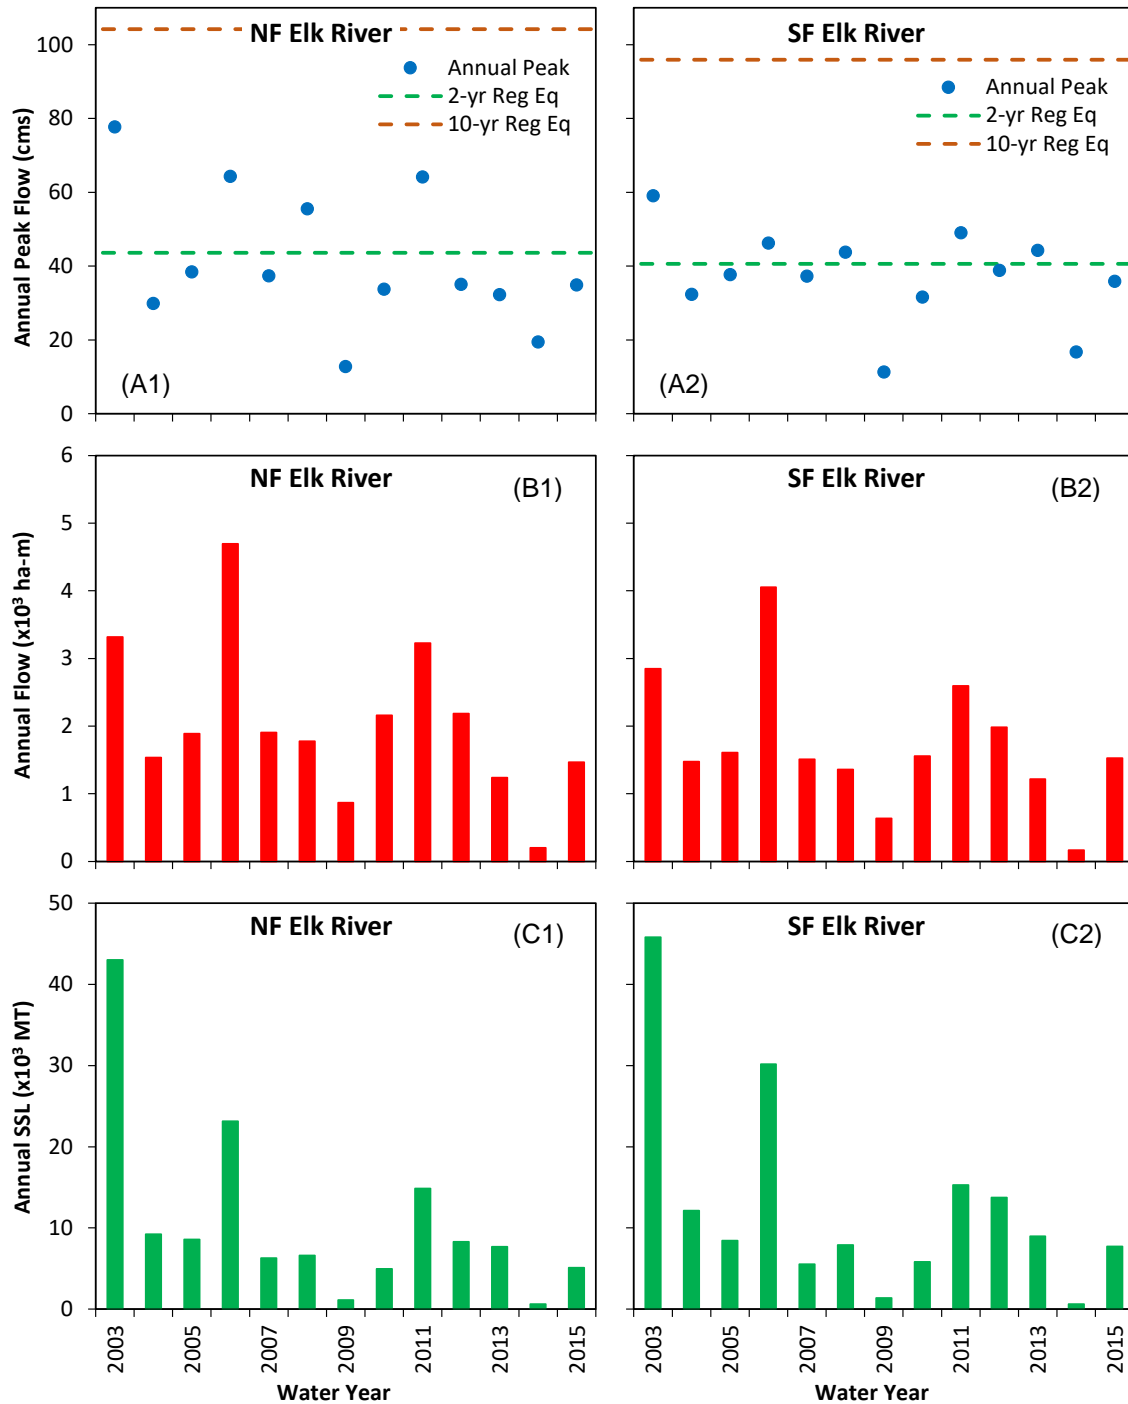 NF Elk River
Annual Peak
2-yr Reg Eq
10-yr Reg Eq
Annual Peak Flow (cms)
100
80
60
40
20
0
(A1)
SF Elk River
Annual Peak
2-yr Reg Eq
10-yr Reg Eq
(A2)
NF Elk River
(B1)
Annual Flow (x10³ ha-m)
6
5
4
3
2
1
0
SF Elk River
(B2)
NF Elk River
(C1)
Annual SSL (x10³ MT)
50
40
30
20
10
0
2003
2005
2007
2009
2011
2013
2015
Water Year
SF Elk River
(C2)
2003
2005
2007
2009
2011
2013
2015
Water Year